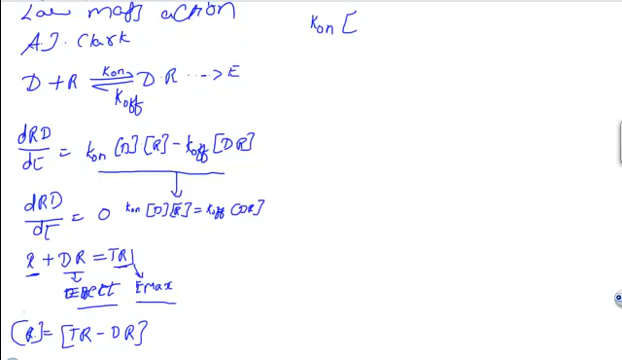 Law mass action
A.J. Clark
D + R ⇌ D R ---> E
Kon
Koff
dRD/dt = kon [D][R] - koff [DR]
dRD/dt = 0 kon [D][R] = koff [DR]
R + DR = TR
Effect Emax
[R] = [TR - DR]
kon [